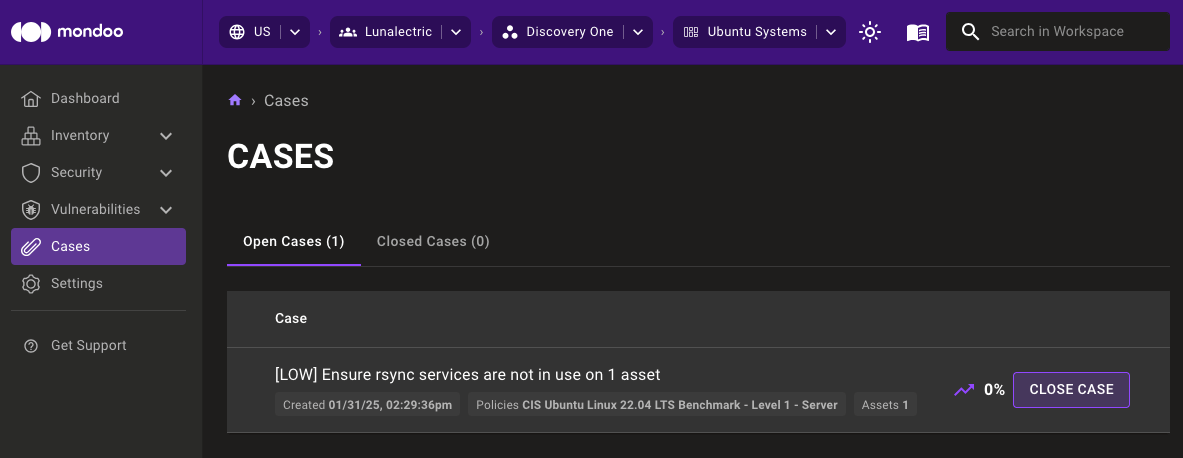 mondoo
US › Lunalectric › Discovery One › Ubuntu Systems
Search in Workspace
Dashboard
Inventory
Security
Vulnerabilities
Cases
Settings
Get Support
› Cases
CASES
Open Cases (1) Closed Cases (0)
Case
[LOW] Ensure rsync services are not in use on 1 asset
Created 01/31/25, 02:29:36pm Policies CIS Ubuntu Linux 22.04 LTS Benchmark - Level 1 - Server Assets 1
0% CLOSE CASE